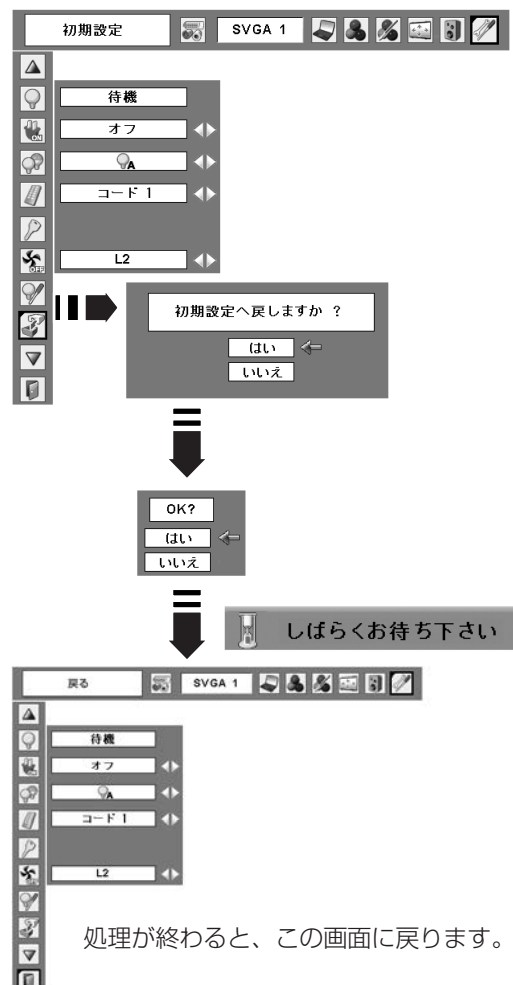 初期設定 SVGA 1
待機
オフ ON
A
コード 1
OFF L2
初期設定へ戻しますか ?
はい
いいえ
OK?
はい
いいえ
しばらくお待ち下さい
戻る SVGA 1
待機
オフ
A
コード 1
L2
処理が終わると、この画面に戻ります。